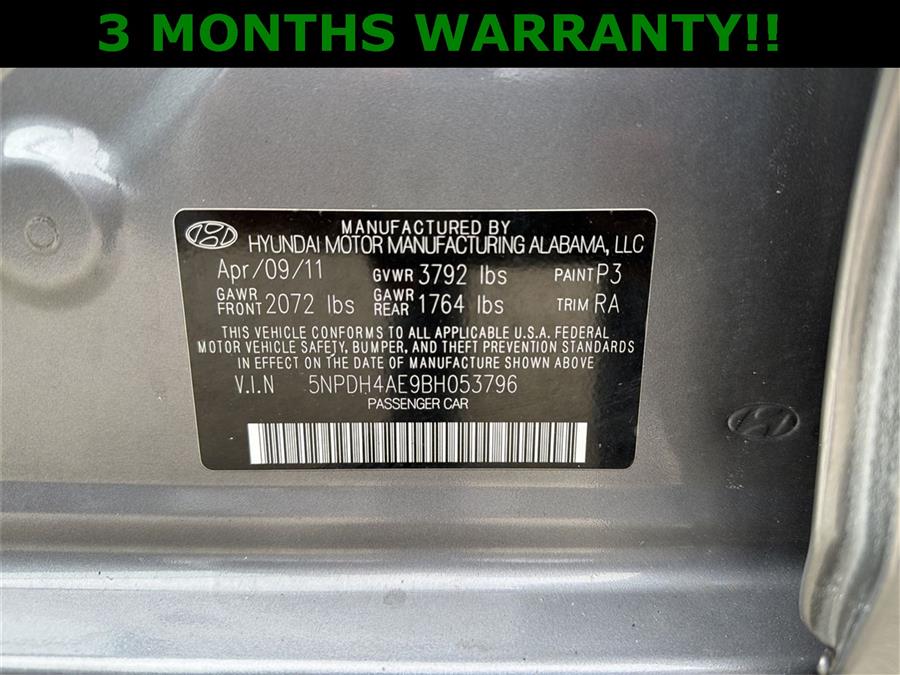 3 MONTHS WARRANTY!!
MANUFACTURED BY
HYUNDAI MOTOR MANUFACTURING ALABAMA, LLC
Apr/09/11 GVWR 3792 lbs PAINT P3
GAWR FRONT 2072 lbs GAWR REAR 1764 lbs TRIM RA
THIS VEHICLE CONFORMS TO ALL APPLICABLE U.S.A. FEDERAL
MOTOR VEHICLE SAFETY, BUMPER, AND THEFT PREVENTION STANDARDS
IN EFFECT ON THE DATE OF MANUFACTURE SHOWN ABOVE
V.I.N 5NPDH4AE9BH053796
PASSENGER CAR